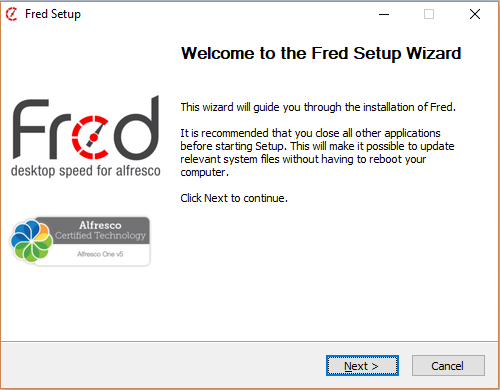 Fred Setup
Welcome to the Fred Setup Wizard
This wizard will guide you through the installation of Fred.
It is recommended that you close all other applications
before starting Setup. This will make it possible to update
relevant system files without having to reboot your
computer.
Click Next to continue.
Fred
desktop speed for alfresco
Alfresco
Certified Technology
Alfresco One v5
Next >
Cancel